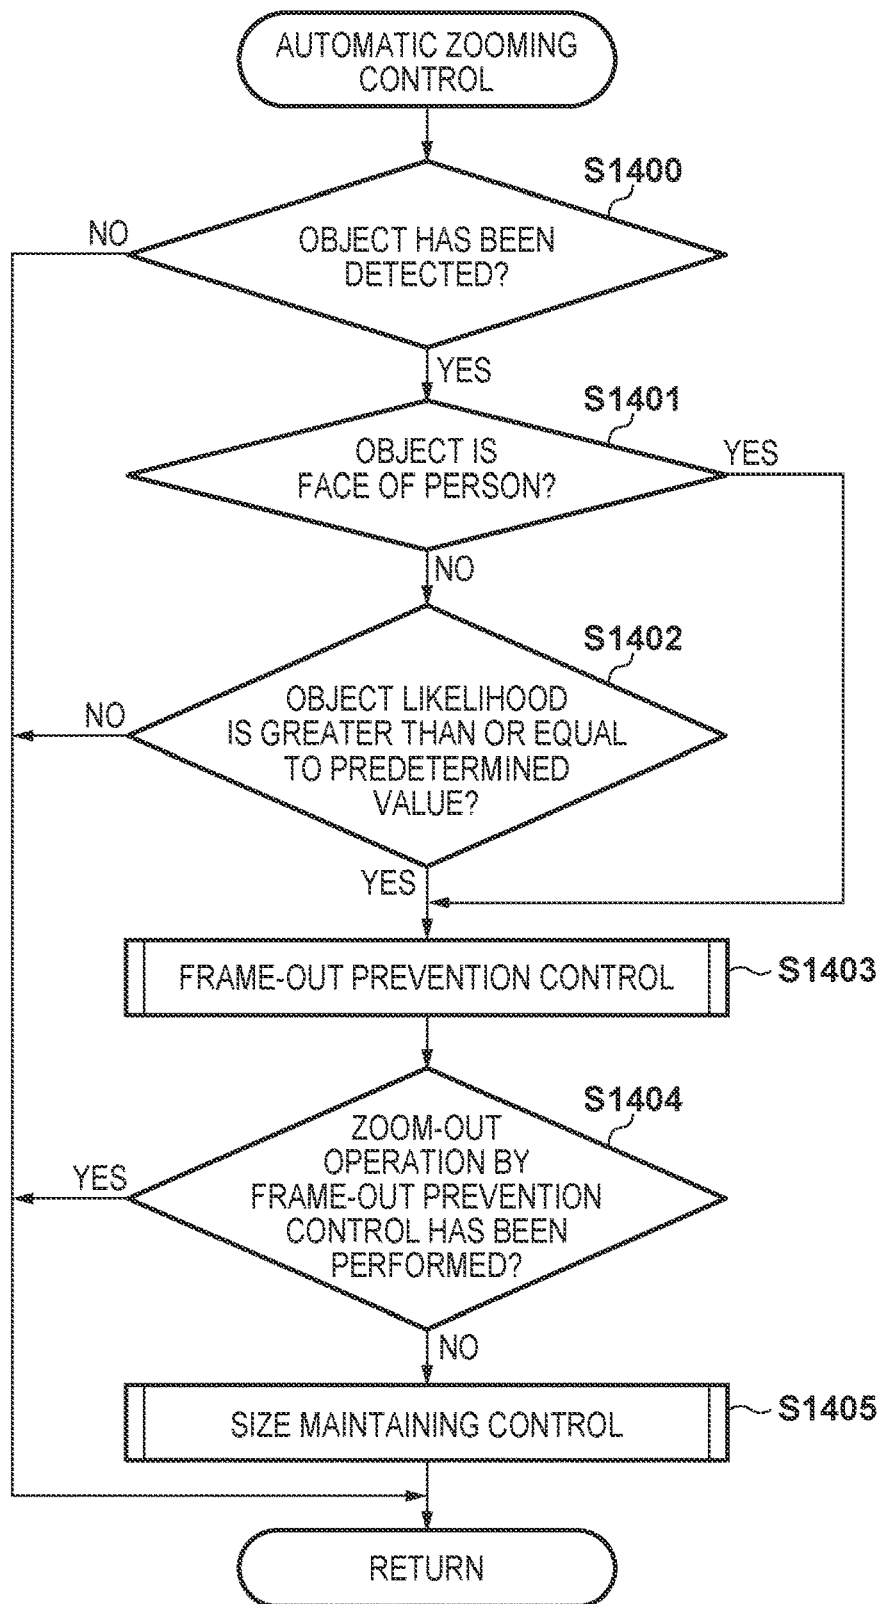 AUTOMATIC ZOOMING
CONTROL
S1400
NO
OBJECT HAS BEEN
DETECTED?
YES
S1401
OBJECT IS
FACE OF PERSON?
YES
NO
S1402
OBJECT LIKELIHOOD
IS GREATER THAN OR EQUAL
TO PREDETERMINED
VALUE?
NO
YES
FRAME-OUT PREVENTION CONTROL
S1403
S1404
ZOOM-OUT
OPERATION BY
FRAME-OUT PREVENTION
CONTROL HAS BEEN
PERFORMED?
YES
NO
SIZE MAINTAINING CONTROL
S1405
RETURN